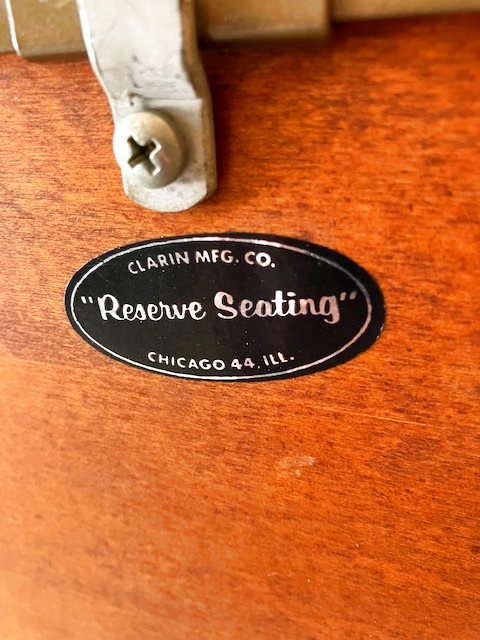 CLARIN MFG. CO.
"Reserve Seating"
CHICAGO 44, ILL.